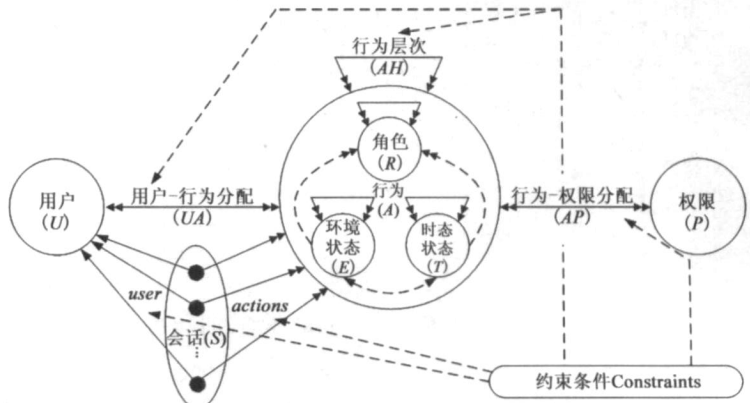 行为层次
(AH)
角色
(R)
用户
(U)
用户-行为分配
(UA)
行为
(A)
行为-权限分配
(AP)
权限
(P)
环境
状态
(E)
时态
状态
(T)
user
actions
会话(S)
⋮
约束条件Constraints